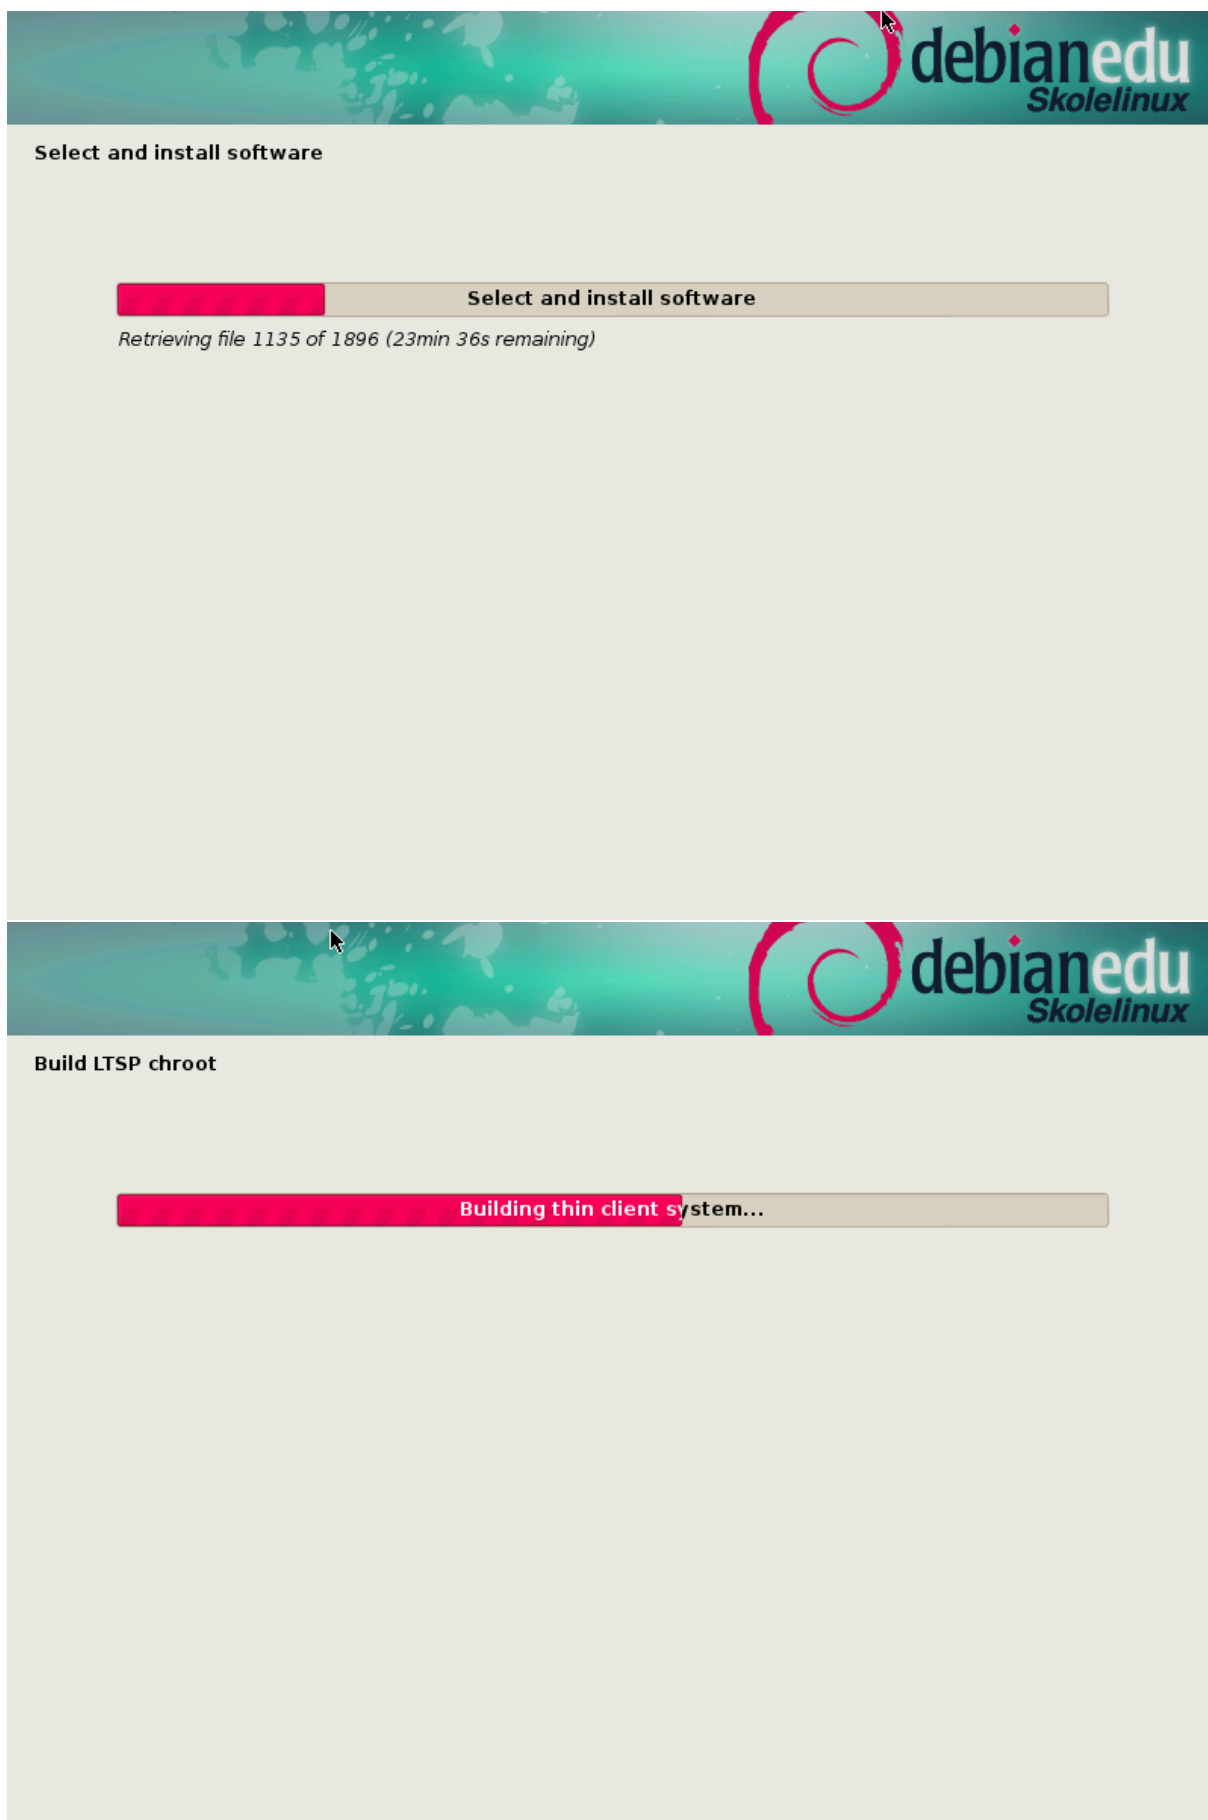 debianedu
Skolelinux
Select and install software
Select and install software
Retrieving file 1135 of 1896 (23min 36s remaining)
debianedu
Skolelinux
Build LTSP chroot
Building thin client system...